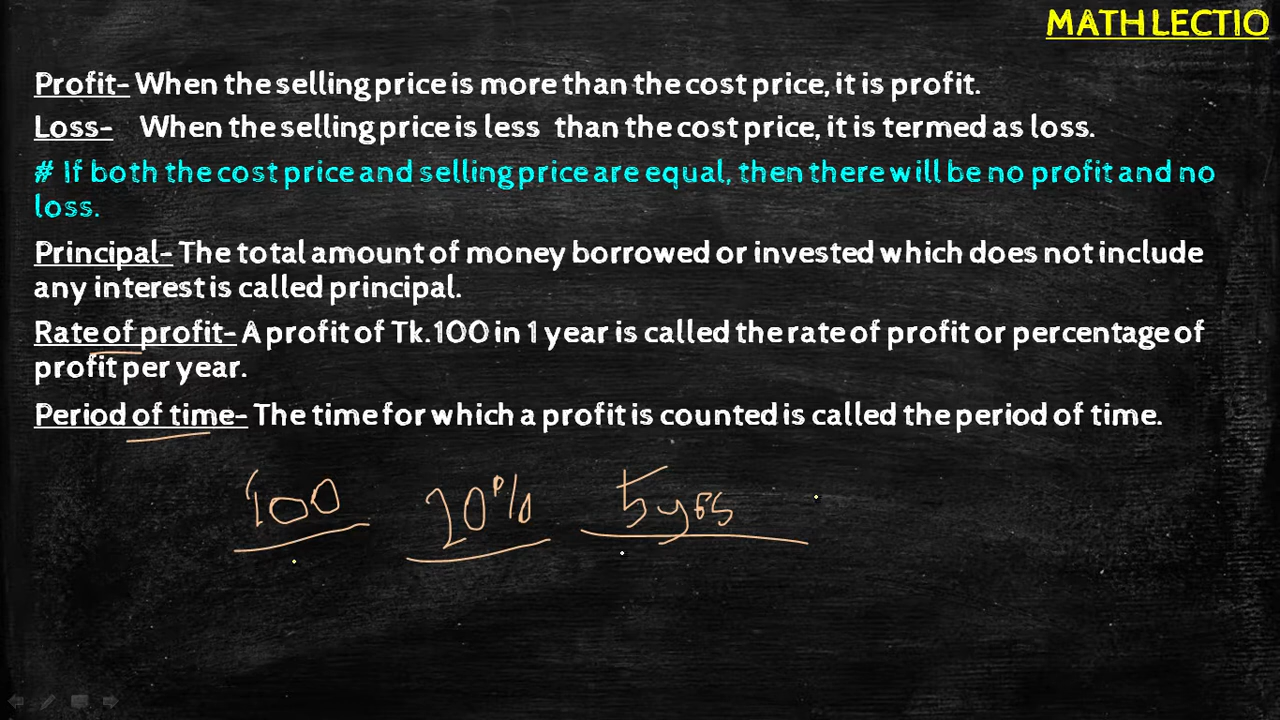 MATH LECTIO
Profit- When the selling price is more than the cost price, it is profit.
Loss- When the selling price is less than the cost price, it is termed as loss.
# If both the cost price and selling price are equal, then there will be no profit and no
loss.
Principal- The total amount of money borrowed or invested which does not include
any interest is called principal.
Rate of profit- A profit of Tk.100 in 1 year is called the rate of profit or percentage of
profit per year.
Period of time- The time for which a profit is counted is called the period of time.
100 20% 5 yrs